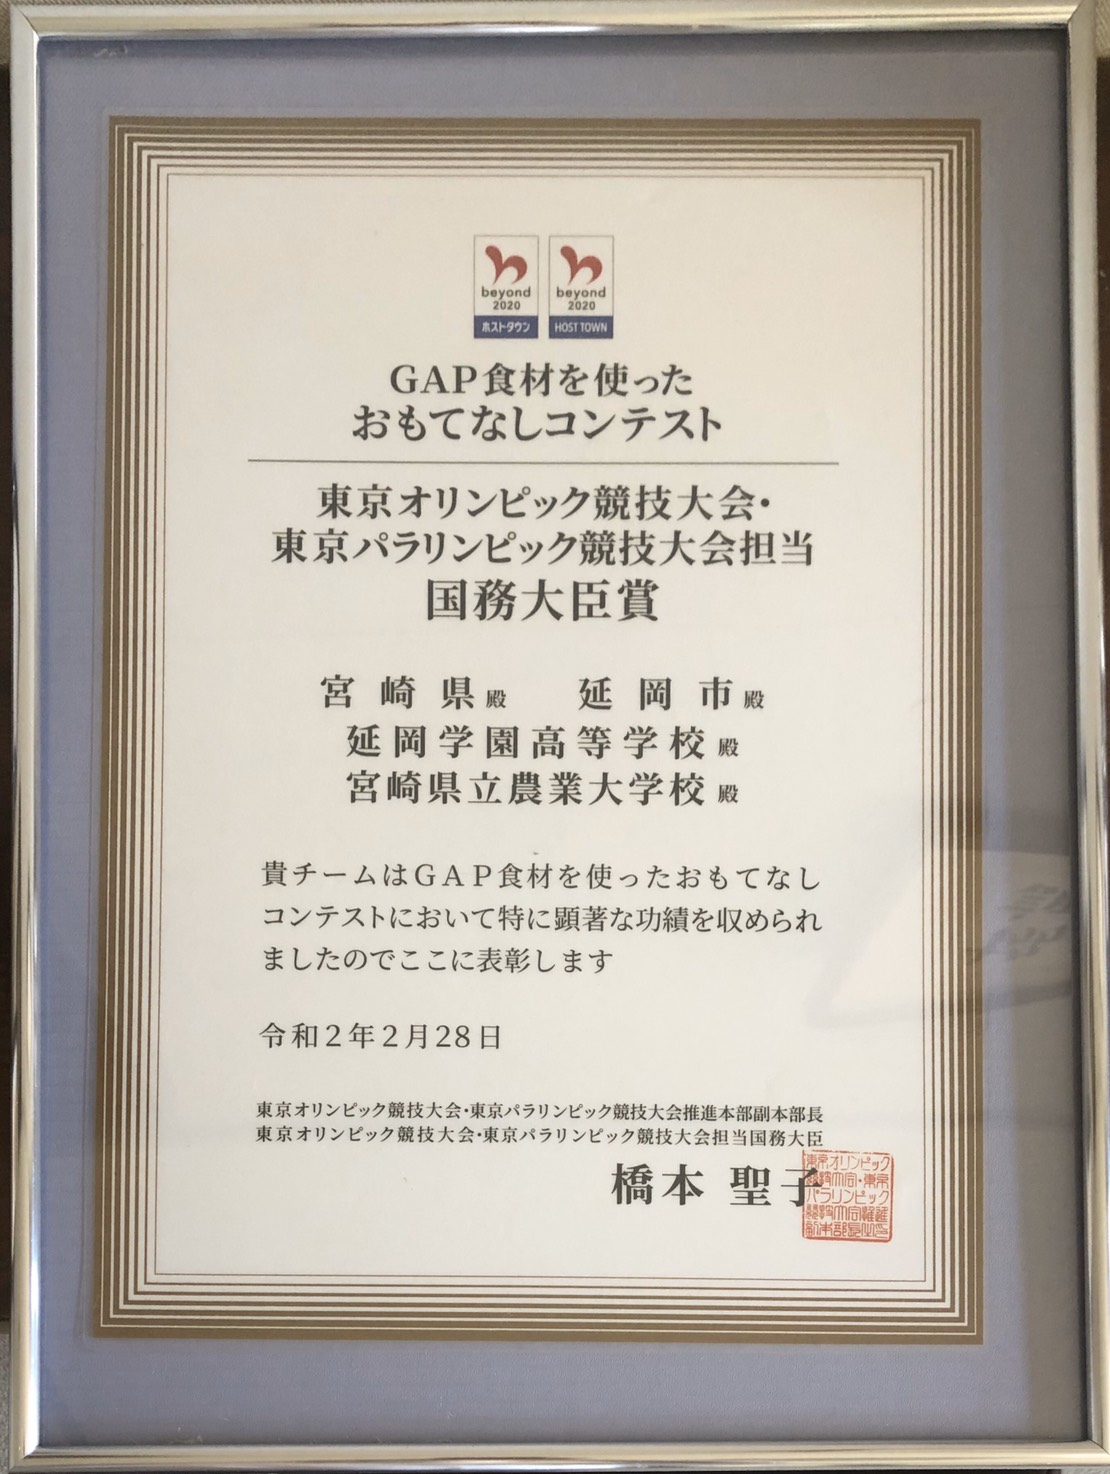 beyond 2020 ホストタウン
beyond 2020 HOST TOWN
GAP食材を使った
おもてなしコンテスト
東京オリンピック競技大会・
東京パラリンピック競技大会担当
国務大臣賞
宮崎県殿 延岡市殿
延岡学園高等学校殿
宮崎県立農業大学校殿
貴チームはGAP食材を使ったおもてなし
コンテストにおいて特に顕著な功績を収められ
ましたのでここに表彰します
令和2年2月28日
東京オリンピック競技大会・東京パラリンピック競技大会推進本部副本部長
東京オリンピック競技大会・東京パラリンピック競技大会担当国務大臣
橋本 聖子